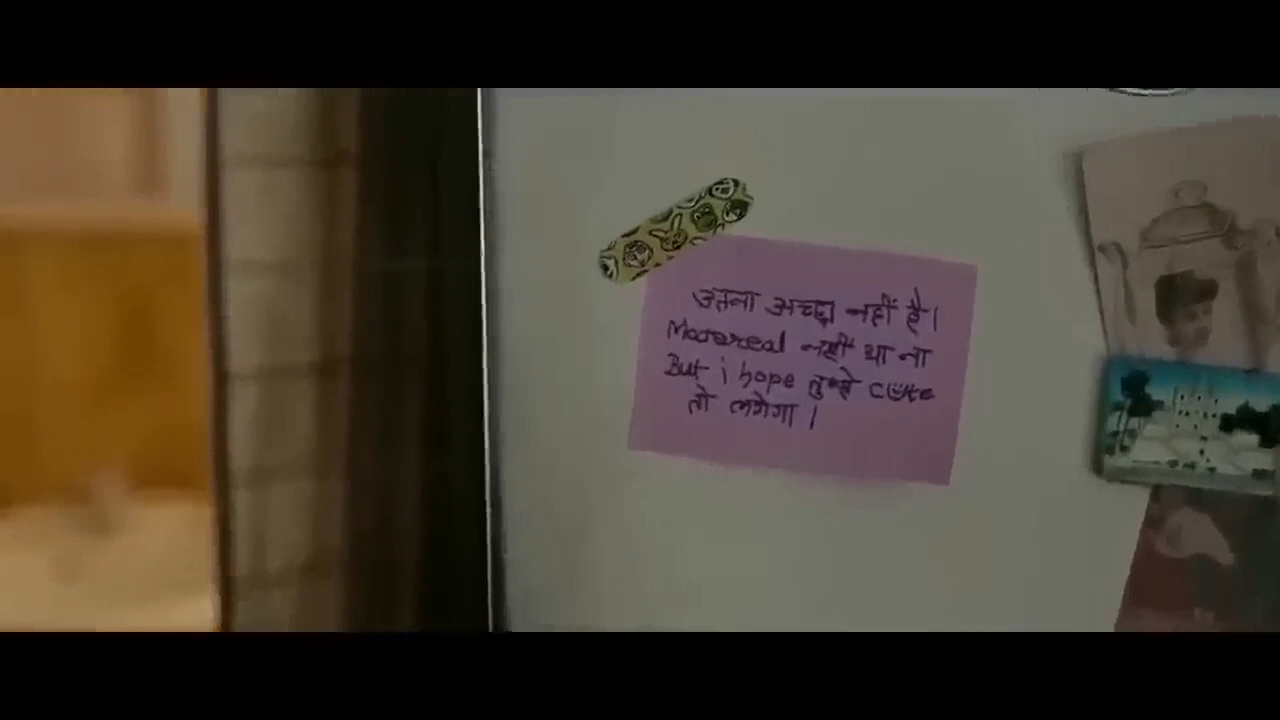 उतना अच्छा नहीं है।
नहीं था ना
But i hope तुम्हे cute
तो लगेगा।